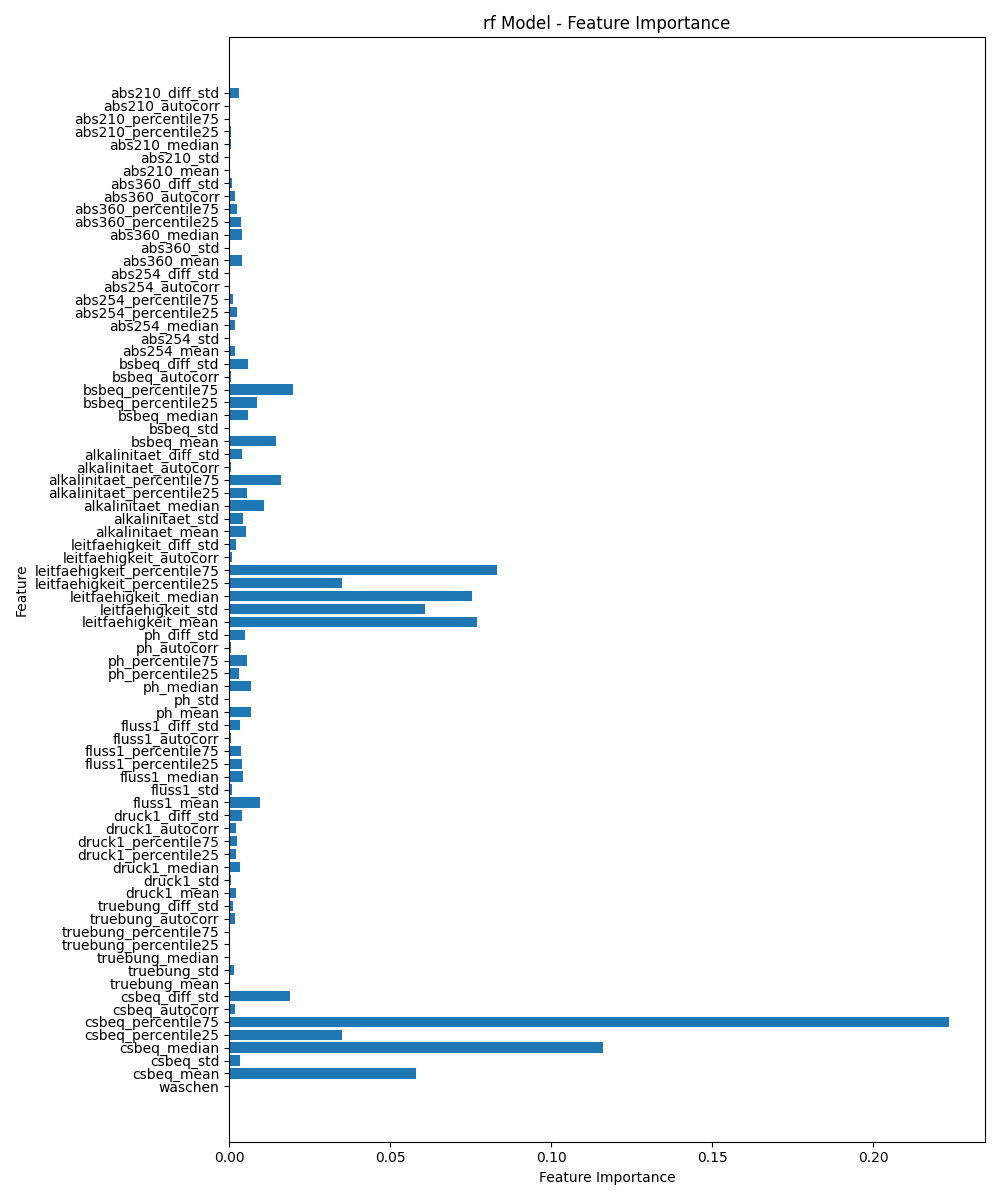 rf Model - Feature Importance
abs210_diff_std
abs210_autocorr
abs210_percentile75
abs210_percentile25
abs210_median
abs210_std
abs210_mean
abs360_diff_std
abs360_autocorr
abs360_percentile75
abs360_percentile25
abs360_median
abs360_std
abs360_mean
abs254_diff_std
abs254_autocorr
abs254_percentile75
abs254_percentile25
abs254_median
abs254_std
abs254_mean
bsbeq_diff_std
bsbeq_autocorr
bsbeq_percentile75
bsbeq_percentile25
bsbeq_median
bsbeq_std
bsbeq_mean
alkalinitaet_diff_std
alkalinitaet_autocorr
alkalinitaet_percentile75
alkalinitaet_percentile25
alkalinitaet_median
alkalinitaet_std
alkalinitaet_mean
leitfaehigkeit_diff_std
leitfaehigkeit_autocorr
leitfaehigkeit_percentile75
leitfaehigkeit_percentile25
leitfaehigkeit_median
leitfaehigkeit_std
leitfaehigkeit_mean
ph_diff_std
ph_autocorr
ph_percentile75
ph_percentile25
ph_median
ph_std
ph_mean
fluss1_diff_std
fluss1_autocorr
fluss1_percentile75
fluss1_percentile25
fluss1_median
fluss1_std
fluss1_mean
druck1_diff_std
druck1_autocorr
druck1_percentile75
druck1_percentile25
druck1_median
druck1_std
druck1_mean
truebung_diff_std
truebung_autocorr
truebung_percentile75
truebung_percentile25
truebung_median
truebung_std
truebung_mean
csbeq_diff_std
csbeq_autocorr
csbeq_percentile75
csbeq_percentile25
csbeq_median
csbeq_std
csbeq_mean
waschen
Feature
0.00 0.05 0.10 0.15 0.20
Feature Importance